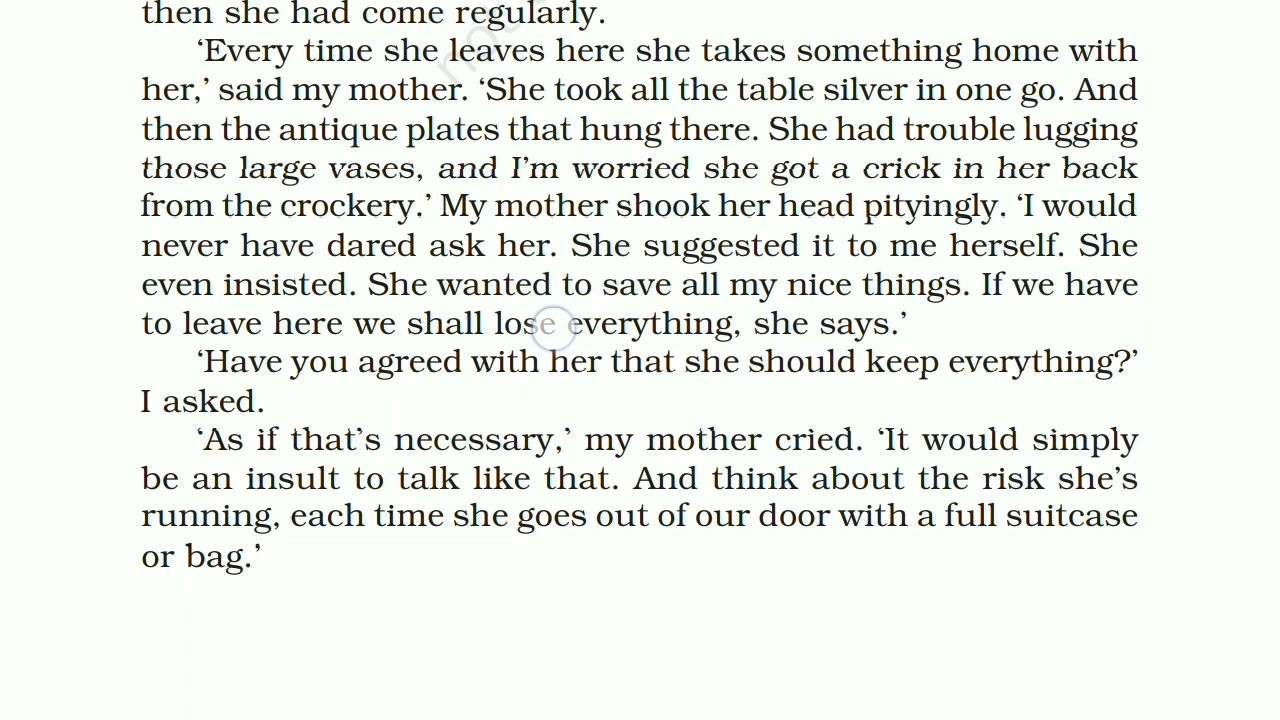 then she had come regularly.
‘Every time she leaves here she takes something home with
her,’ said my mother. ‘She took all the table silver in one go. And
then the antique plates that hung there. She had trouble lugging
those large vases, and I’m worried she got a crick in her back
from the crockery.’ My mother shook her head pityingly. ‘I would
never have dared ask her. She suggested it to me herself. She
even insisted. She wanted to save all my nice things. If we have
to leave here we shall lose everything, she says.’
‘Have you agreed with her that she should keep everything?’
I asked.
‘As if that’s necessary,’ my mother cried. ‘It would simply
be an insult to talk like that. And think about the risk she’s
running, each time she goes out of our door with a full suitcase
or bag.’
not